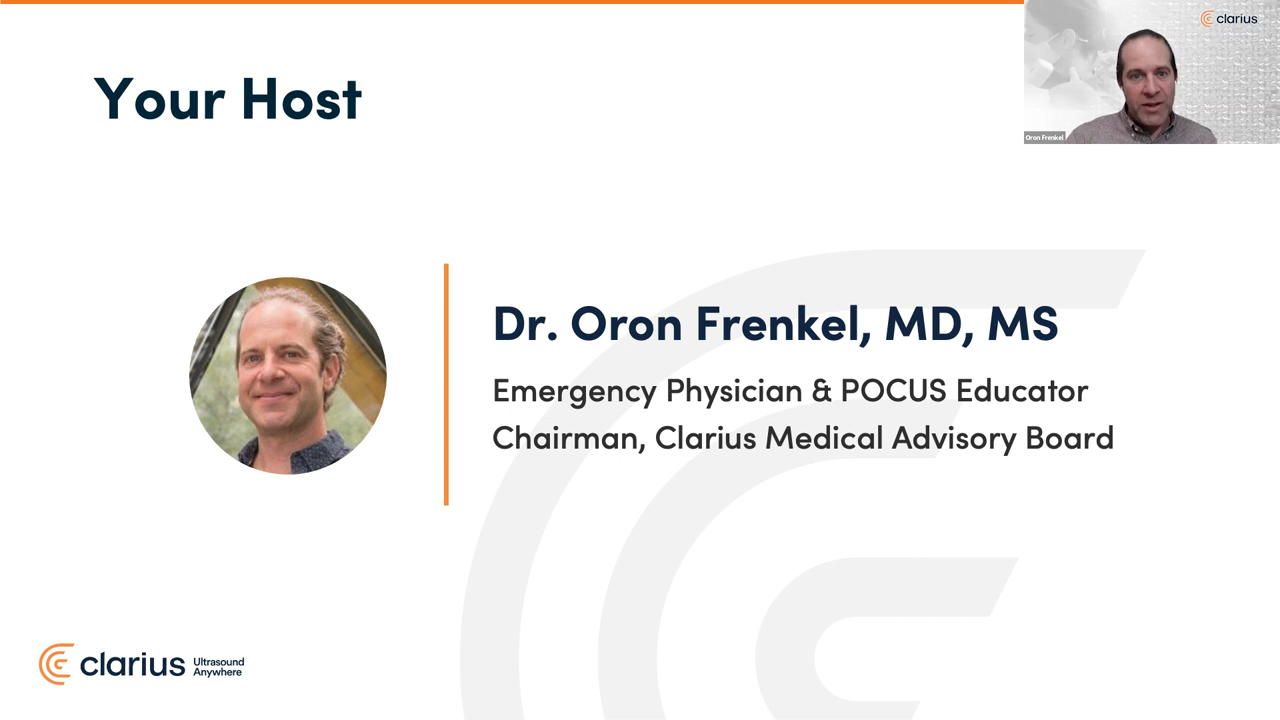 Your Host
clarius
Oron Frenkel
Dr. Oron Frenkel, MD, MS
Emergency Physician & POCUS Educator
Chairman, Clarius Medical Advisory Board
clarius Ultrasound
Anywhere